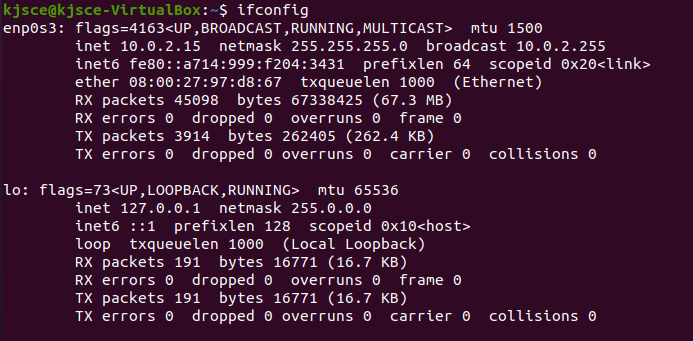 kjsce@kjsce-VirtualBox:~$ ifconfig
enp0s3: flags=4163<UP,BROADCAST,RUNNING,MULTICAST>  mtu 1500
        inet 10.0.2.15  netmask 255.255.255.0  broadcast 10.0.2.255
        inet6 fe80::a714:999:f204:3431  prefixlen 64  scopeid 0x20<link>
        ether 08:00:27:97:d8:67  txqueuelen 1000  (Ethernet)
        RX packets 45098  bytes 67338425 (67.3 MB)
        RX errors 0  dropped 0  overruns 0  frame 0
        TX packets 3914  bytes 262405 (262.4 KB)
        TX errors 0  dropped 0 overruns 0  carrier 0  collisions 0

lo: flags=73<UP,LOOPBACK,RUNNING>  mtu 65536
        inet 127.0.0.1  netmask 255.0.0.0
        inet6 ::1  prefixlen 128  scopeid 0x10<host>
        loop  txqueuelen 1000  (Local Loopback)
        RX packets 191  bytes 16771 (16.7 KB)
        RX errors 0  dropped 0  overruns 0  frame 0
        TX packets 191  bytes 16771 (16.7 KB)
        TX errors 0  dropped 0 overruns 0  carrier 0  collisions 0